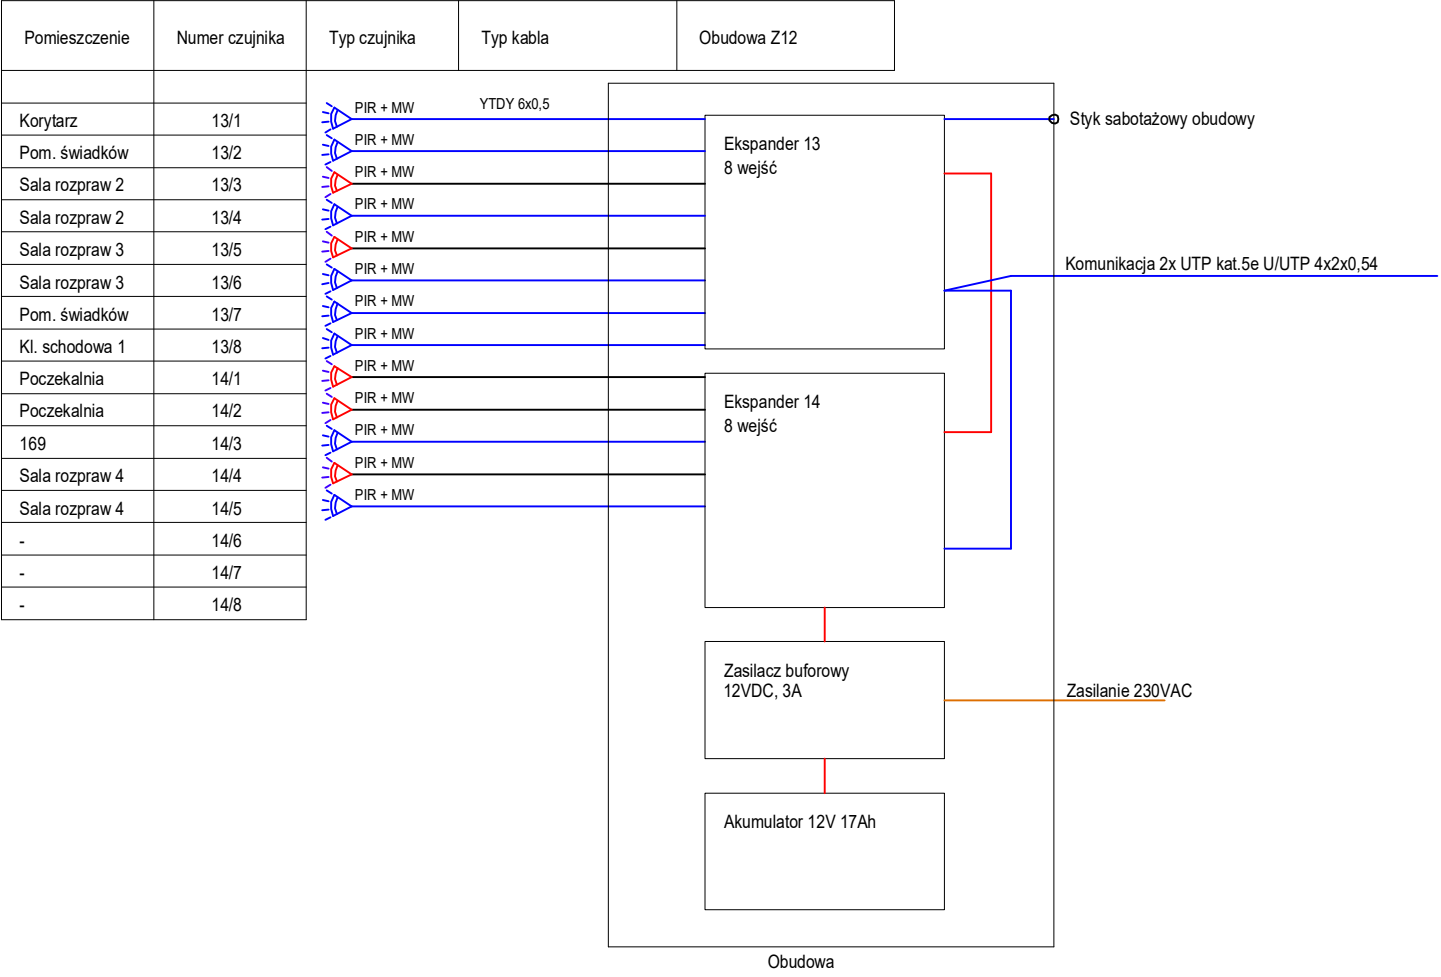 Pomieszczenie Numer czujnika Typ czujnika Typ kabla Obudowa Z12
PIR + MW YTDY 6x0,5
Korytarz 13/1
Styk sabotażowy obudowy
PIR + MW
Pom. świadków 13/2
Ekspander 13
8 wejść
PIR + MW
Sala rozpraw 2 13/3
PIR + MW
Sala rozpraw 2 13/4
PIR + MW
Sala rozpraw 3 13/5
PIR + MW
Sala rozpraw 3 13/6
Komunikacja 2x UTP kat.5e U/UTP 4x2x0,54
PIR + MW
Pom. świadków 13/7
PIR + MW
Kl. schodowa 1 13/8
PIR + MW
Poczekalnia 14/1
PIR + MW
Poczekalnia 14/2
Ekspander 14
8 wejść
PIR + MW
169 14/3
PIR + MW
Sala rozpraw 4 14/4
PIR + MW
Sala rozpraw 4 14/5
- 14/6
- 14/7
- 14/8
Zasilacz buforowy
12VDC, 3A
Zasilanie 230VAC
Akumulator 12V 17Ah
Obudowa